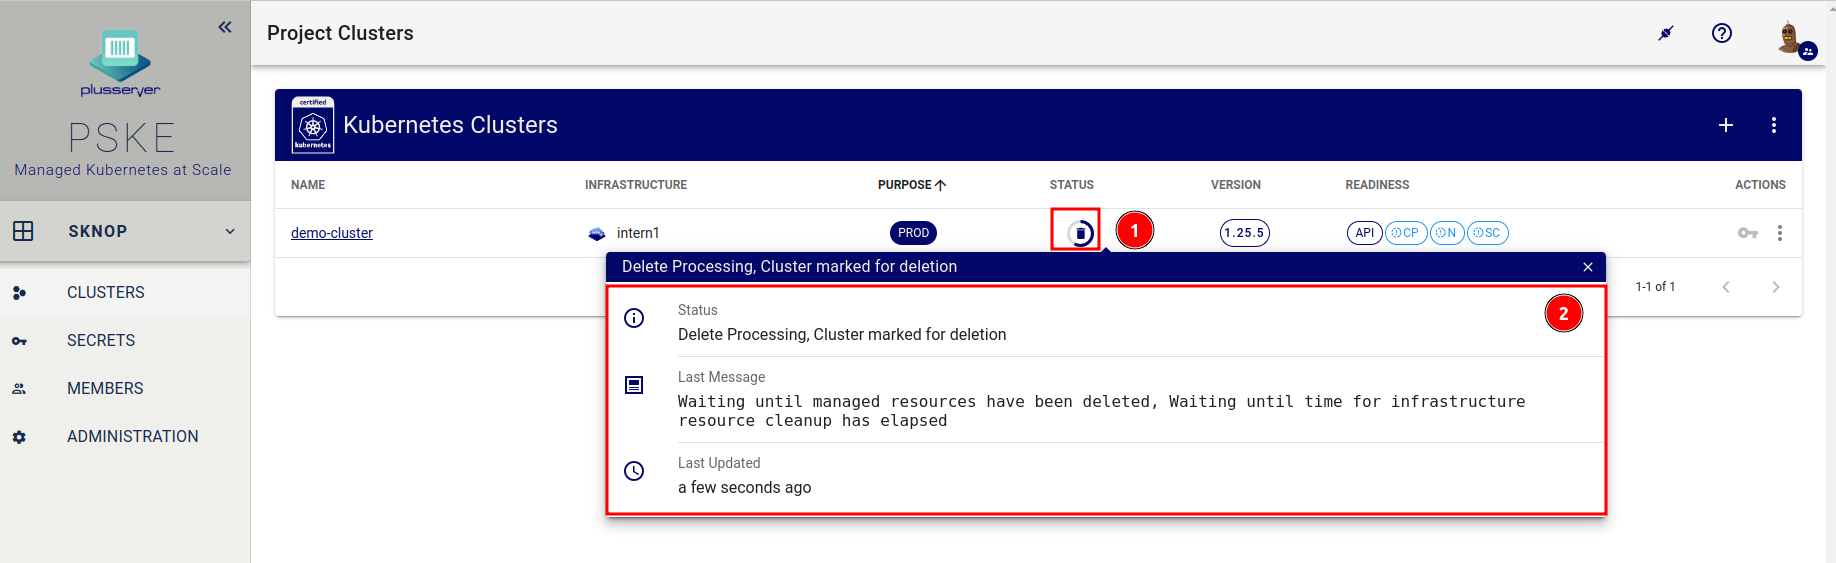 Project Clusters
plusserver
PSKE
Managed Kubernetes at Scale
SKNOP
CLUSTERS
SECRETS
MEMBERS
ADMINISTRATION
certified
kubernetes
Kubernetes Clusters
NAME INFRASTRUCTURE PURPOSE STATUS VERSION READINESS ACTIONS
demo-cluster intern1 PROD 1 1.25.5 API CP N SC
1-1 of 1
Delete Processing, Cluster marked for deletion
2
Status
Delete Processing, Cluster marked for deletion
Last Message
Waiting until managed resources have been deleted, Waiting until time for infrastructure
resource cleanup has elapsed
Last Updated
a few seconds ago